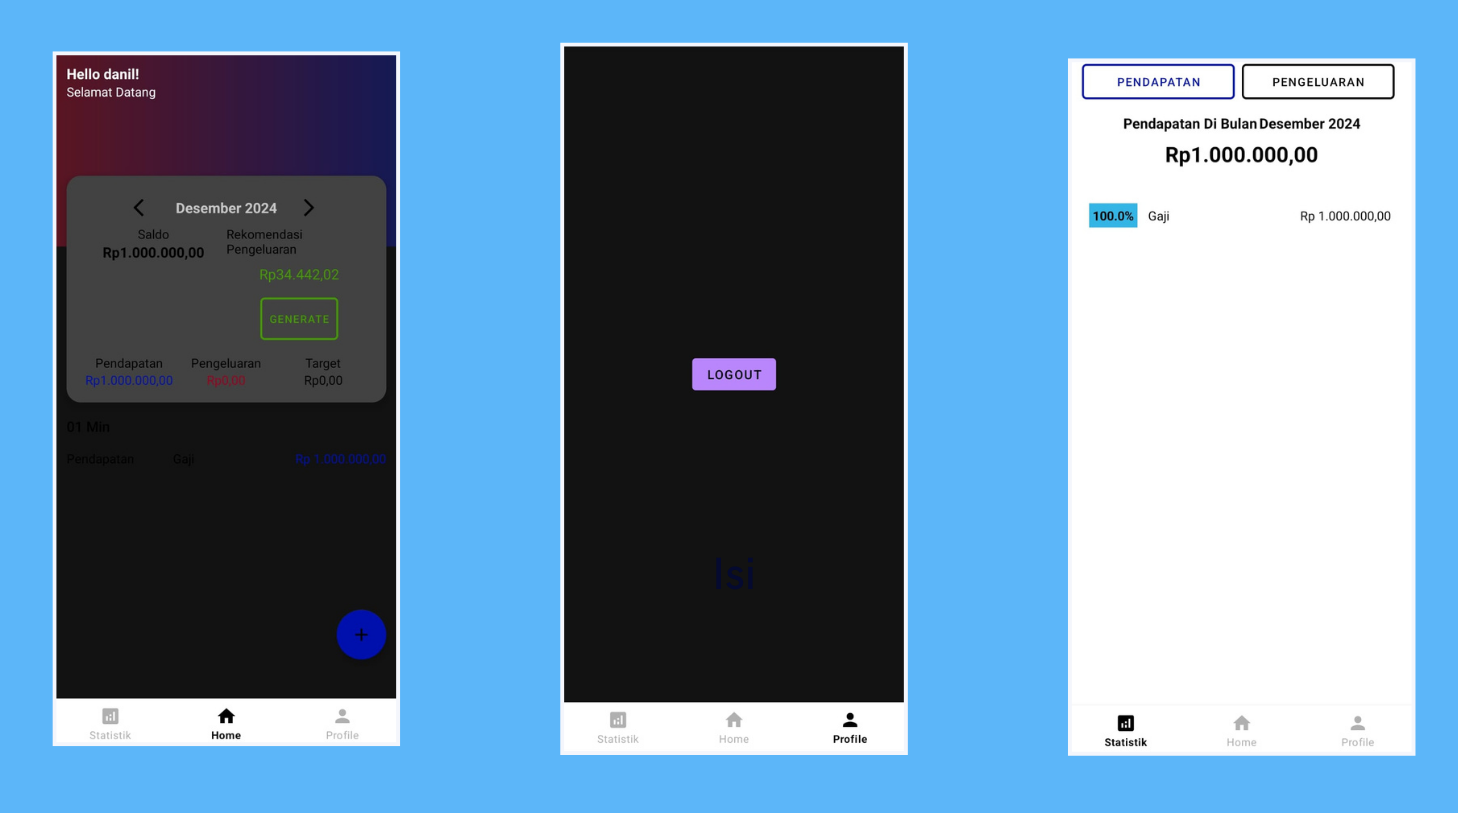 Hello danil!
Selamat Datang
Desember 2024
Saldo
Rp1.000.000,00
Rekomendasi
Pengeluaran
Rp34.442,02
GENERATE
Pendapatan Pengeluaran Target
Rp1.000.000,00 Rp0,00 Rp0,00
01 Min
Pendapatan Gaji Rp 1.000.000,00
+
Statistik Home Profile
LOGOUT
Isi
Statistik Home Profile
PENDAPATAN PENGELUARAN
Pendapatan Di Bulan Desember 2024
Rp1.000.000,00
100.0% Gaji Rp 1.000.000,00
Statistik Home Profile